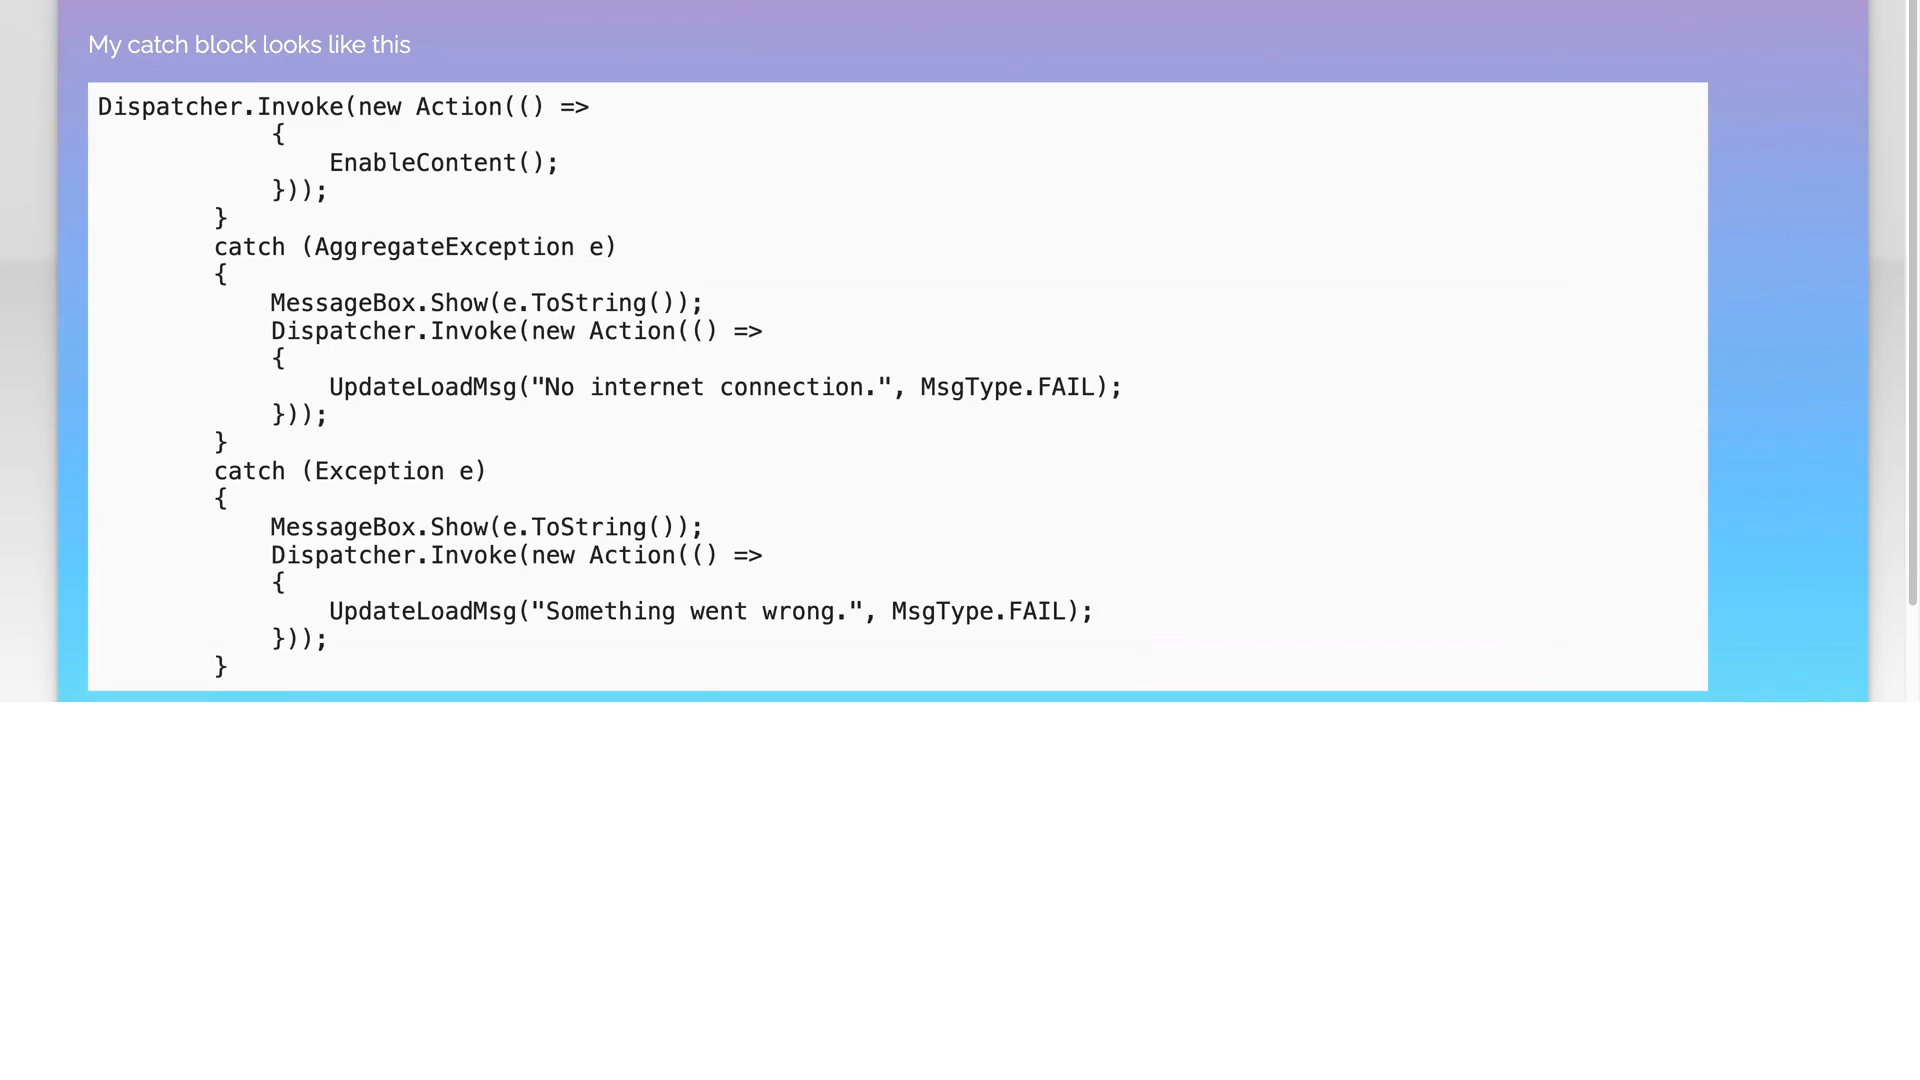 My catch block looks like this
Dispatcher.Invoke(new Action(() =>
            {
                EnableContent();
            }));
        }
        catch (AggregateException e)
        {
            MessageBox.Show(e.ToString());
            Dispatcher.Invoke(new Action(() =>
            {
                UpdateLoadMsg("No internet connection.", MsgType.FAIL);
            }));
        }
        catch (Exception e)
        {
            MessageBox.Show(e.ToString());
            Dispatcher.Invoke(new Action(() =>
            {
                UpdateLoadMsg("Something went wrong.", MsgType.FAIL);
            }));
        }